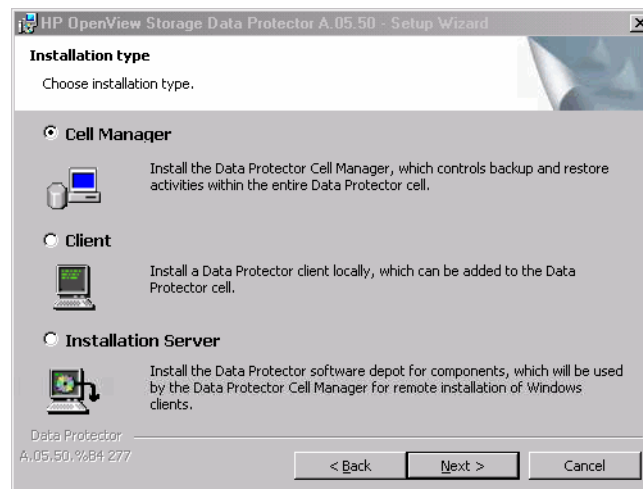 HP OpenView Storage Data Protector A.05.50 - Setup Wizard
Installation type
Choose installation type.
Cell Manager
Install the Data Protector Cell Manager, which controls backup and restore
activities within the entire Data Protector cell.
Client
Install a Data Protector client locally, which can be added to the Data
Protector cell.
Installation Server
Install the Data Protector software depot for components, which will be used
by the Data Protector Cell Manager for remote installation of Windows
clients.
Data Protector
A.05.50.%B4 277
< Back
Next >
Cancel